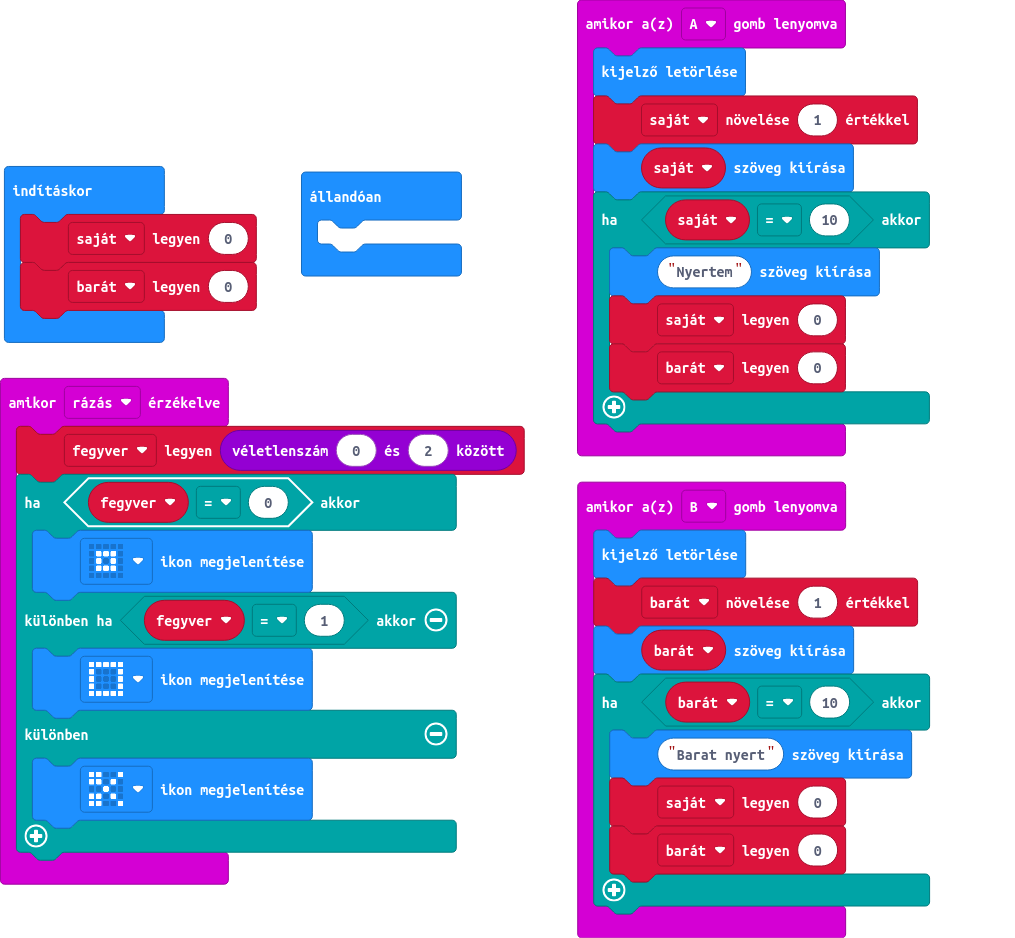 indításkor
saját legyen 0
barát legyen 0
állandóan
amikor rázás érzékelve
fegyver legyen véletlenszám 0 és 2 között
ha fegyver = 0 akkor
ikon megjelenítése
különben ha fegyver = 1 akkor
ikon megjelenítése
különben
ikon megjelenítése
amikor a(z) A gomb lenyomva
kijelző letörlése
saját növelése 1 értékkel
saját szöveg kiírása
ha saját = 10 akkor
"Nyertem" szöveg kiírása
saját legyen 0
barát legyen 0
amikor a(z) B gomb lenyomva
kijelző letörlése
barát növelése 1 értékkel
barát szöveg kiírása
ha barát = 10 akkor
"Barat nyert" szöveg kiírása
saját legyen 0
barát legyen 0